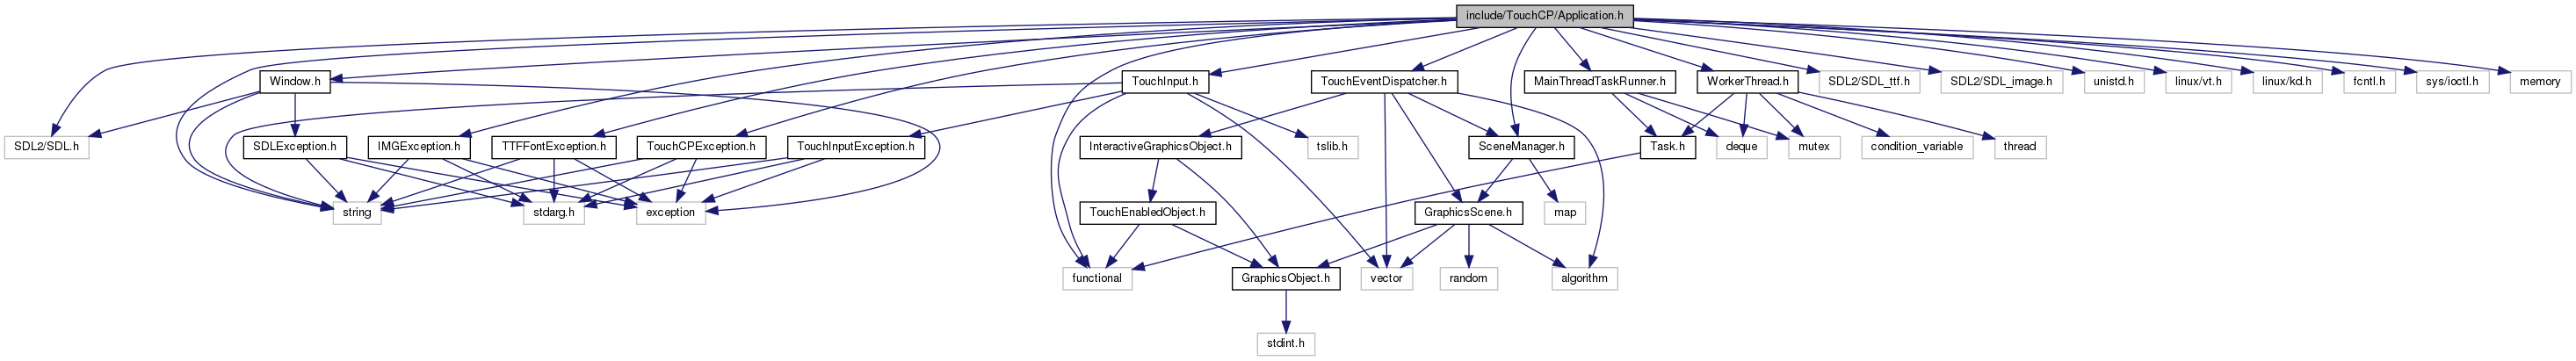 include/TouchCP/Application.h
Window.h
TouchInput.h
TouchEventDispatcher.h
MainThreadTaskRunner.h
WorkerThread.h
SDL2/SDL_ttf.h
SDL2/SDL_image.h
unistd.h
linux/vt.h
linux/kd.h
fcntl.h
sys/ioctl.h
memory
SDL2/SDL.h
SDLException.h
IMGException.h
TTFFontException.h
TouchCPException.h
TouchInputException.h
InteractiveGraphicsObject.h
tslib.h
SceneManager.h
Task.h
deque
mutex
condition_variable
thread
string
stdarg.h
exception
TouchEnabledObject.h
GraphicsScene.h
map
functional
GraphicsObject.h
vector
random
algorithm
stdint.h